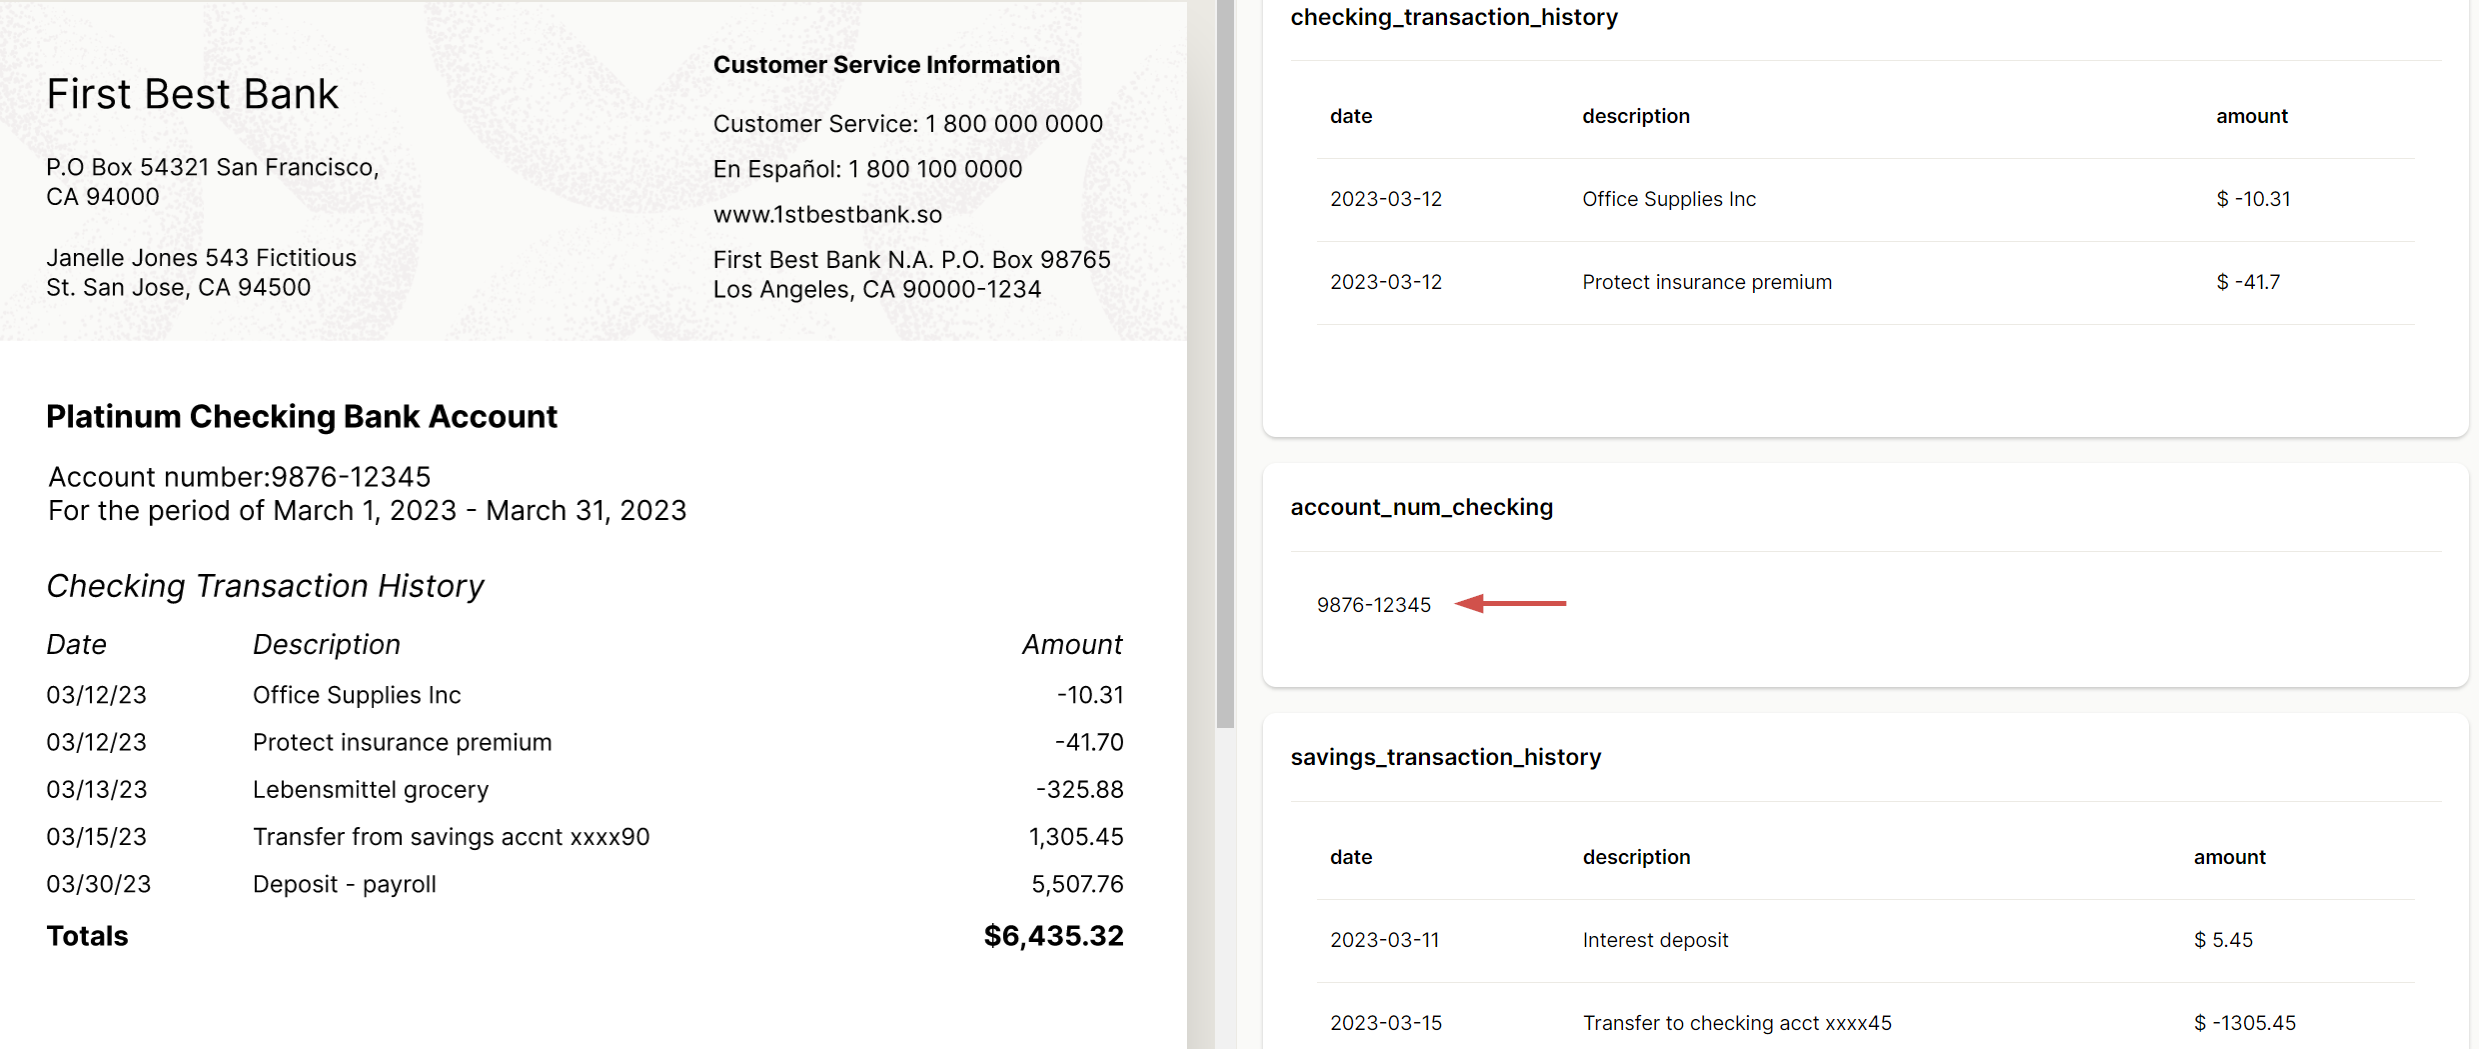 First Best Bank
P.O Box 54321 San Francisco,
CA 94000
Janelle Jones 543 Fictitious
St. San Jose, CA 94500
Customer Service Information
Customer Service: 1 800 000 0000
En Español: 1 800 100 0000
www.1stbestbank.so
First Best Bank N.A. P.O. Box 98765
Los Angeles, CA 90000-1234
Platinum Checking Bank Account
Account number:9876-12345
For the period of March 1, 2023 - March 31, 2023
Checking Transaction History
Date Description Amount
03/12/23 Office Supplies Inc -10.31
03/12/23 Protect insurance premium -41.70
03/13/23 Lebensmittel grocery -325.88
03/15/23 Transfer from savings accnt xxxx90 1,305.45
03/30/23 Deposit - payroll 5,507.76
Totals $6,435.32
checking_transaction_history
date description amount
2023-03-12 Office Supplies Inc $ -10.31
2023-03-12 Protect insurance premium $ -41.7
account_num_checking
9876-12345
savings_transaction_history
date description amount
2023-03-11 Interest deposit $ 5.45
2023-03-15 Transfer to checking acct xxxx45 $ -1305.45